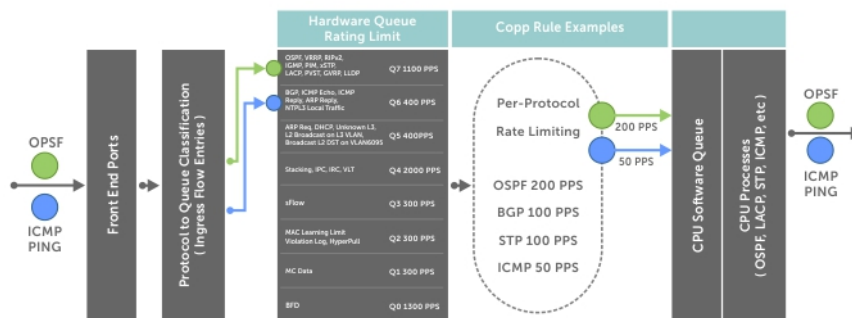 Hardware Queue
Rating Limit
Copp Rule Examples
OPSF
ICMP
PING
Front End Ports
Protocol to Queue Classification
( Ingress Flow Entries )
OSPF, VRRP, RIPv2,
IGMP, PIM, xSTP,
LACP, PVST, GVRP, LLDP
Q7 1100 PPS
BGP, ICMP Echo, ICMP
Reply, ARP Reply,
NTPL3 Local Traffic
Q6 400 PPS
ARP Req, DHCP, Unknown L3,
L2 Broadcast on L3 VLAN,
Broadcast L2 DST on VLAN6095
Q5 400PPS
Stacking, IPC, IRC, VLT
Q4 2000 PPS
sFlow
Q3 300 PPS
MAC Learning Limit
Violation Log, HyperPull
Q2 300 PPS
MC Data
Q1 300 PPS
BFD
Q0 1300 PPS
Per-Protocol
Rate Limiting
OSPF 200 PPS
BGP 100 PPS
STP 100 PPS
ICMP 50 PPS
200 PPS
50 PPS
CPU Software Queue
CPU Processes
( OSPF, LACP, STP, ICMP, etc )
OPSF
ICMP
PING